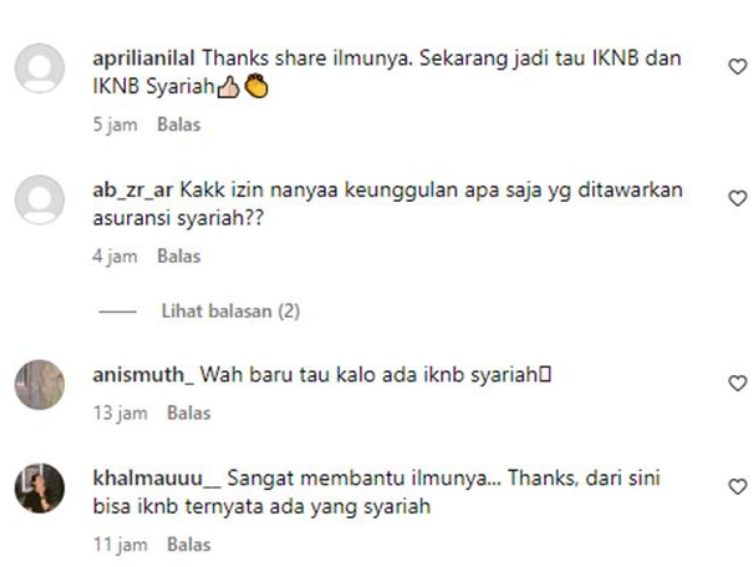 aprilianilal Thanks share ilmunya. Sekarang jadi tau IKNB dan
IKNB Syariah👍🏻👏
5 jam Balas
ab_zr_ar Kakk izin nanyaa keunggulan apa saja yg ditawarkan
asuransi syariah??
4 jam Balas
Lihat balasan (2)
anismuth_ Wah baru tau kalo ada iknb syariah
13 jam Balas
khalmauuu__ Sangat membantu ilmunya... Thanks, dari sini
bisa iknb ternyata ada yang syariah
11 jam Balas